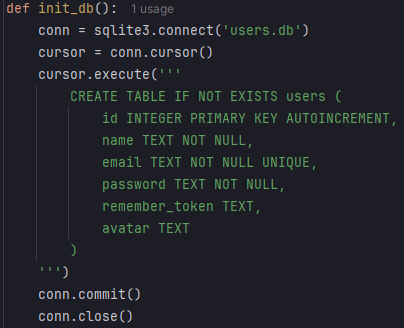 def init_db(): 1 usage
    conn = sqlite3.connect('users.db')
    cursor = conn.cursor()
    cursor.execute('''
        CREATE TABLE IF NOT EXISTS users (
            id INTEGER PRIMARY KEY AUTOINCREMENT,
            name TEXT NOT NULL,
            email TEXT NOT NULL UNIQUE,
            password TEXT NOT NULL,
            remember_token TEXT,
            avatar TEXT
        )
    ''')
    conn.commit()
    conn.close()